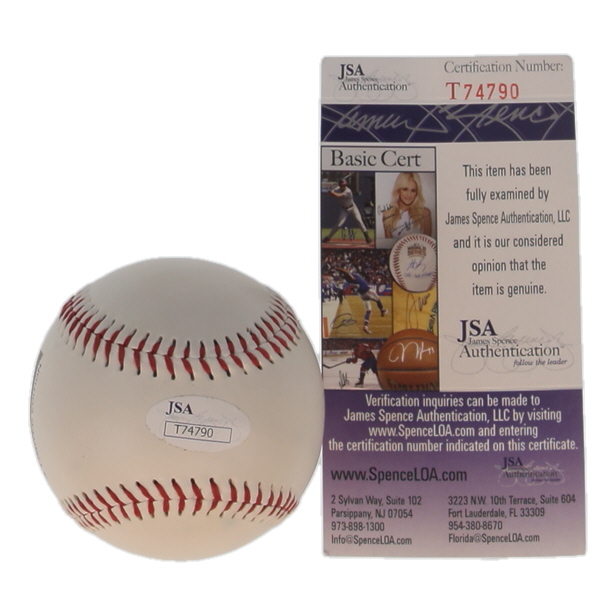 JSA
James Spence
Authentication
Certification Number:
T74790
James Spence
Basic Cert
This item has been
fully examined by
James Spence Authentication, LLC
and it is our considered
opinion that the
item is genuine.
JSA
James Spence
Authentication
follow the leader
Verification inquiries can be made to
James Spence Authentication, LLC by visiting
www.SpenceLOA.com and entering
the certification number indicated on this certificate.
www.SpenceLOA.com
JSA
Authentication
2 Sylvan Way, Suite 102
Parsippany, NJ 07054
973-898-1300
Info@SpenceLOA.com
3223 N.W. 10th Terrace, Suite 604
Fort Lauderdale, FL 33309
954-380-8670
Florida@SpenceLOA.com
JSA
T74790